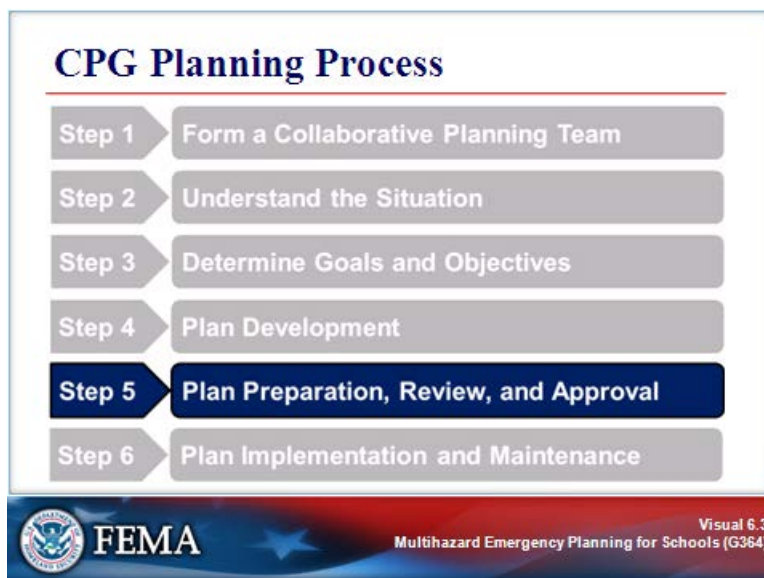 CPG Planning Process
Step 1 Form a Collaborative Planning Team
Step 2 Understand the Situation
Step 3 Determine Goals and Objectives
Step 4 Plan Development
Step 5 Plan Preparation, Review, and Approval
Step 6 Plan Implementation and Maintenance
FEMA
Visual 6.3
Multihazard Emergency Planning for Schools (G364)